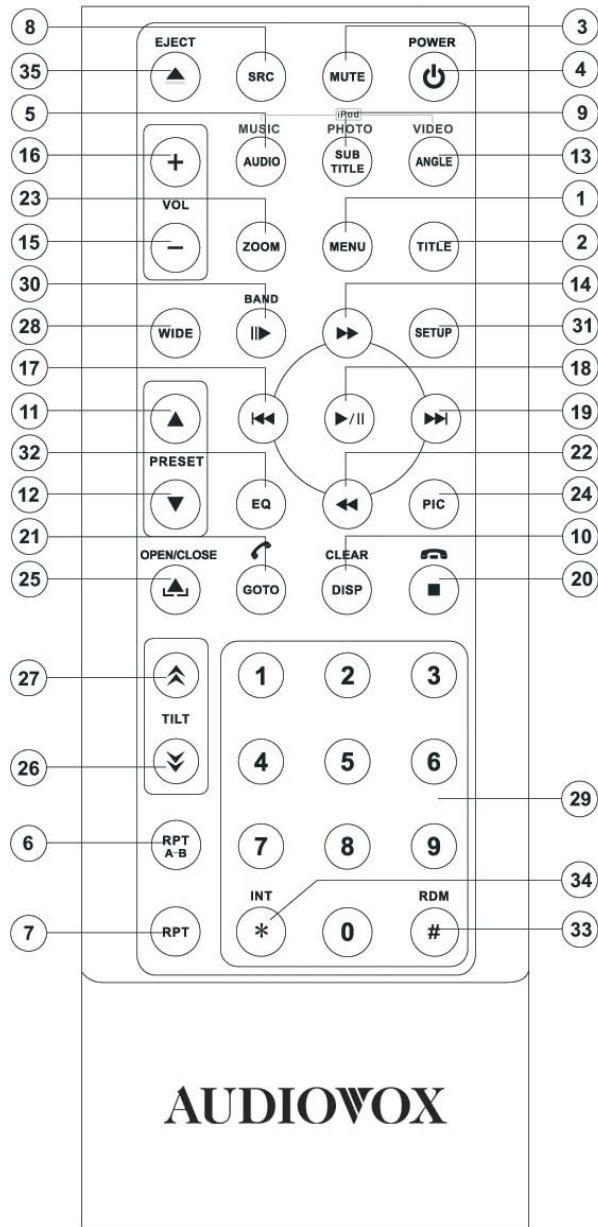 8 3
EJECT POWER
35 SRC MUTE 4
5 iPod 9
MUSIC PHOTO VIDEO
16 + AUDIO SUB TITLE ANGLE 13
VOL
23 1
15 − ZOOM MENU TITLE 2
30 BAND 14
28 WIDE SETUP 31
17 18
11 19
32 PRESET 22
12 EQ PIC 24
21 10
OPEN/CLOSE CLEAR
25 GOTO DISP 20
27 1 2 3
TILT
26 4 5 6
29
6 RPT A-B 7 8 9
INT RDM 34
7 RPT * 0 # 33
AUDIOVOX